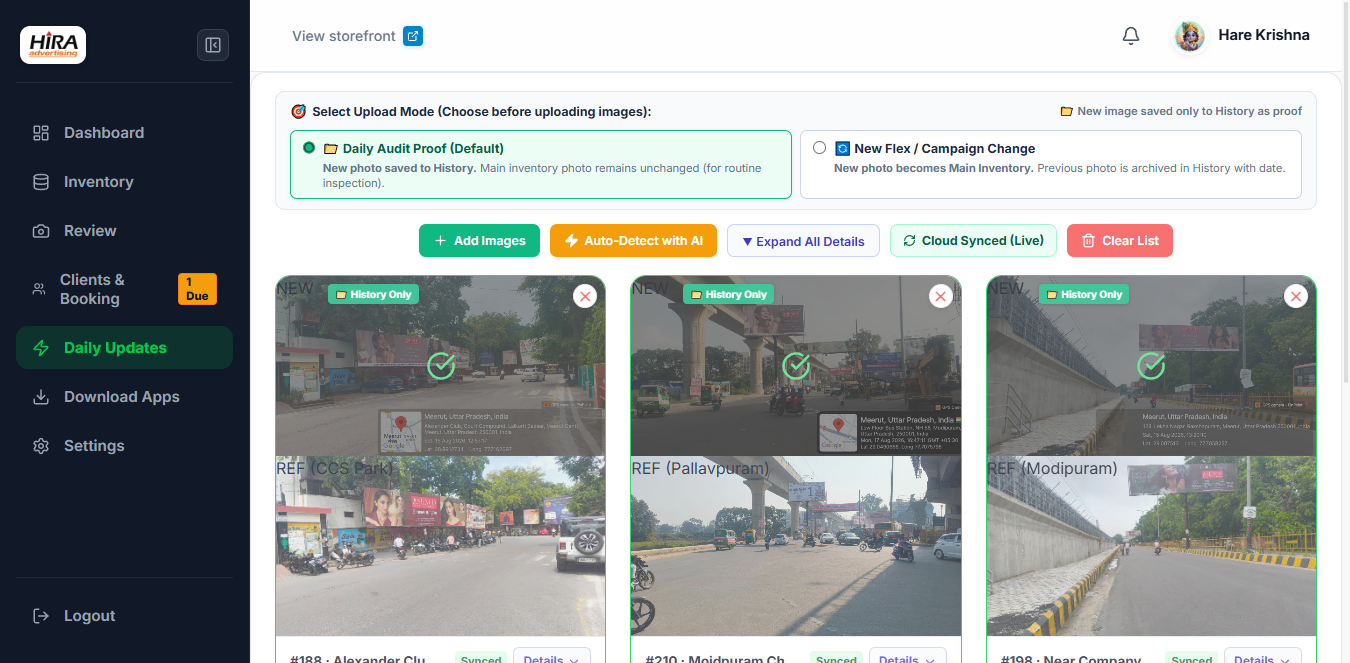 HiRA
advertising
View storefront
Hare Krishna
Dashboard
Inventory
Review
Clients &
Booking
1
Due
Daily Updates
Download Apps
Settings
Logout
Select Upload Mode (Choose before uploading images):
New image saved only to History as proof
Daily Audit Proof (Default)
New photo saved to History. Main inventory photo remains unchanged (for routine
inspection).
New Flex / Campaign Change
New photo becomes Main Inventory. Previous photo is archived in History with date.
+ Add Images
Auto-Detect with AI
▼ Expand All Details
Cloud Synced (Live)
Clear List
NEW
History Only
Meerut, Uttar Pradesh, India
REF (CCS Park)
#188 · Alexander Clu
Synced
Details
NEW
History Only
Meerut, Uttar Pradesh, India
REF (Pallavpuram)
#210 · Moidpuram Ch
Synced
Details
NEW
History Only
Meerut, Uttar Pradesh, India
REF (Modipuram)
#198 · Near Company
Synced
Details